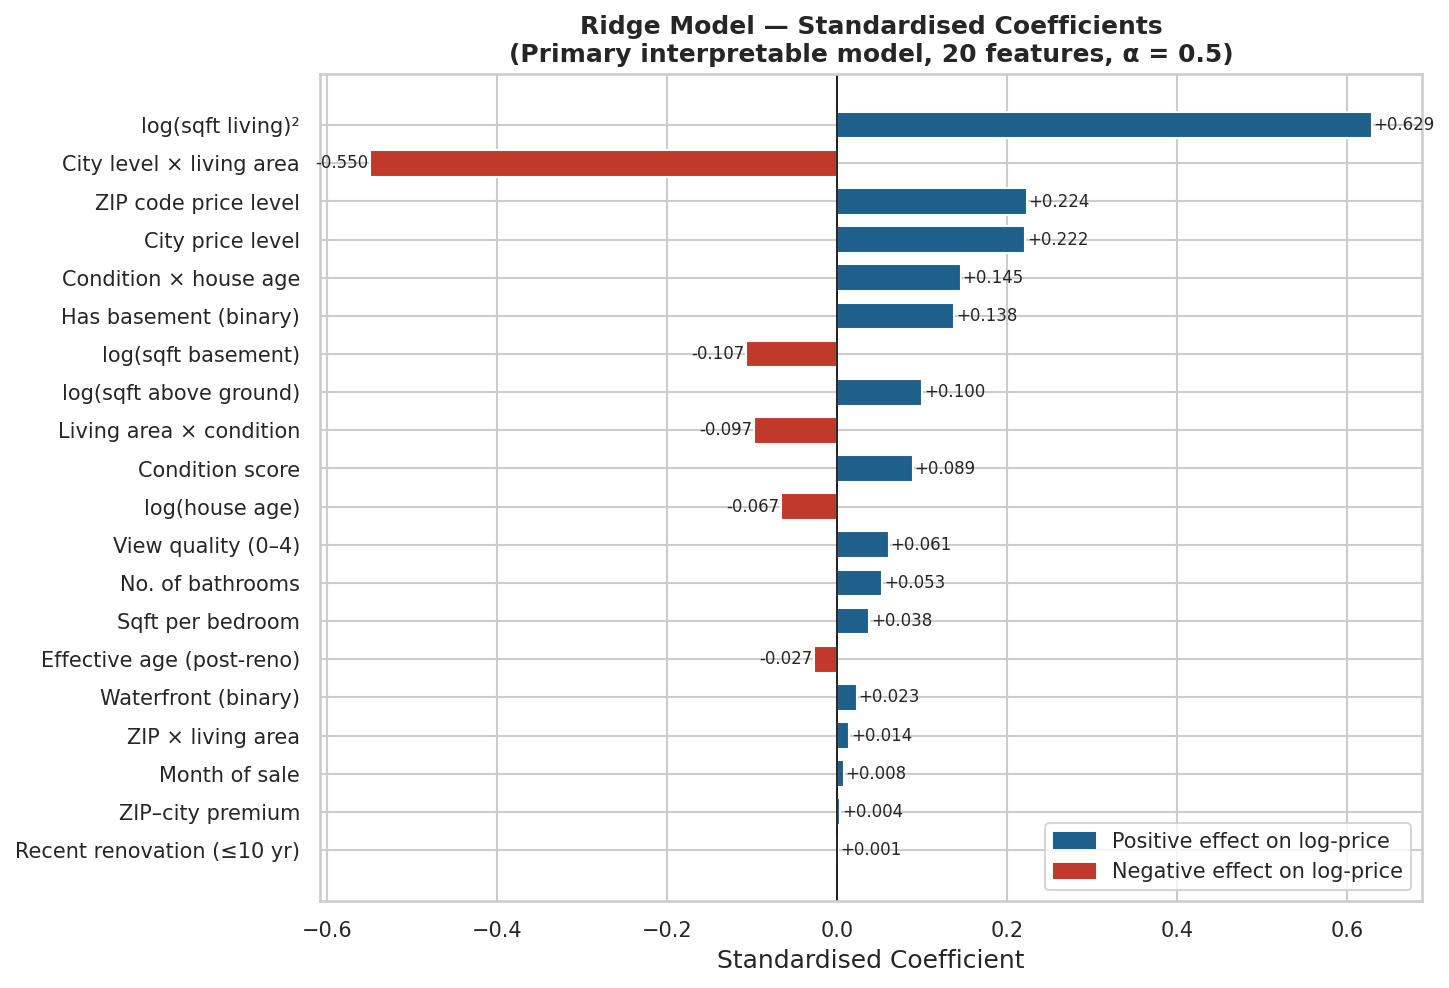 Ridge Model — Standardised Coefficients
(Primary interpretable model, 20 features, α = 0.5)
log(sqft living)² +0.629
City level × living area -0.550
ZIP code price level +0.224
City price level +0.222
Condition × house age +0.145
Has basement (binary) +0.138
log(sqft basement) -0.107
log(sqft above ground) +0.100
Living area × condition -0.097
Condition score +0.089
log(house age) -0.067
View quality (0–4) +0.061
No. of bathrooms +0.053
Sqft per bedroom +0.038
Effective age (post-reno) -0.027
Waterfront (binary) +0.023
ZIP × living area +0.014
Month of sale +0.008
ZIP–city premium +0.004
Recent renovation (≤10 yr) +0.001
Positive effect on log-price
Negative effect on log-price
−0.6 −0.4 −0.2 0.0 0.2 0.4 0.6
Standardised Coefficient